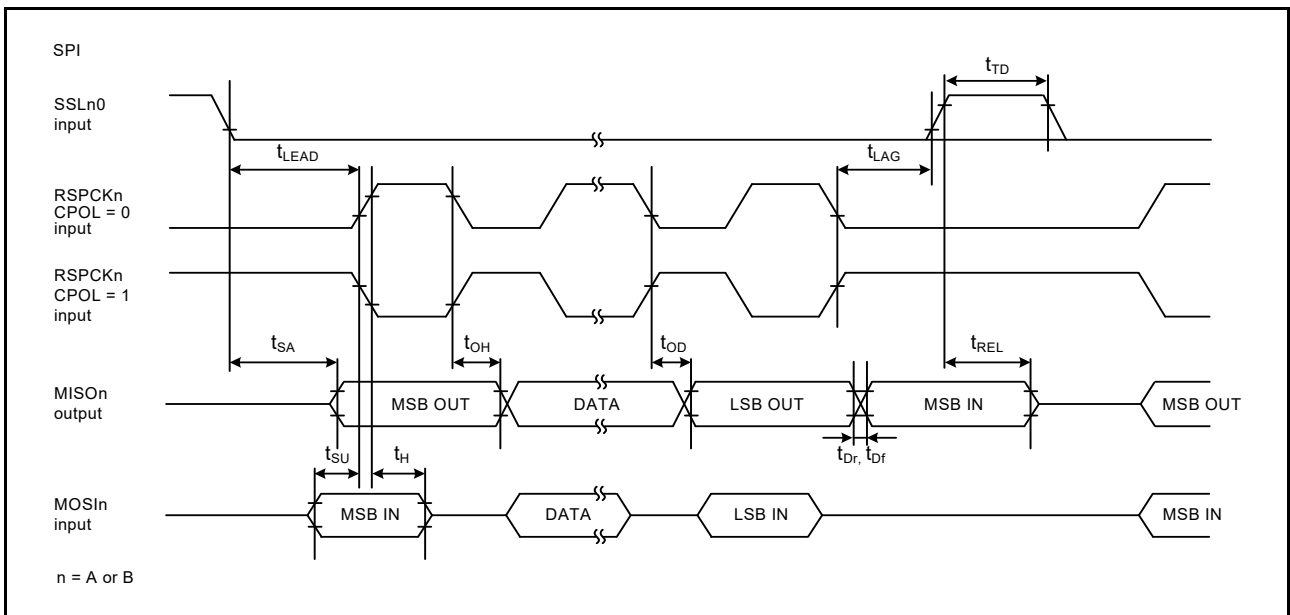 SPI
tTD
SSLn0
input
tLEAD
tLAG
RSPCKn
CPOL = 0
input
RSPCKn
CPOL = 1
input
tSA
tOH
tOD
tREL
MISOn
output
MSB OUT
DATA
LSB OUT
MSB IN
MSB OUT
tSU
tH
tDr, tDf
MOSIn
input
MSB IN
DATA
LSB IN
MSB IN
n = A or B